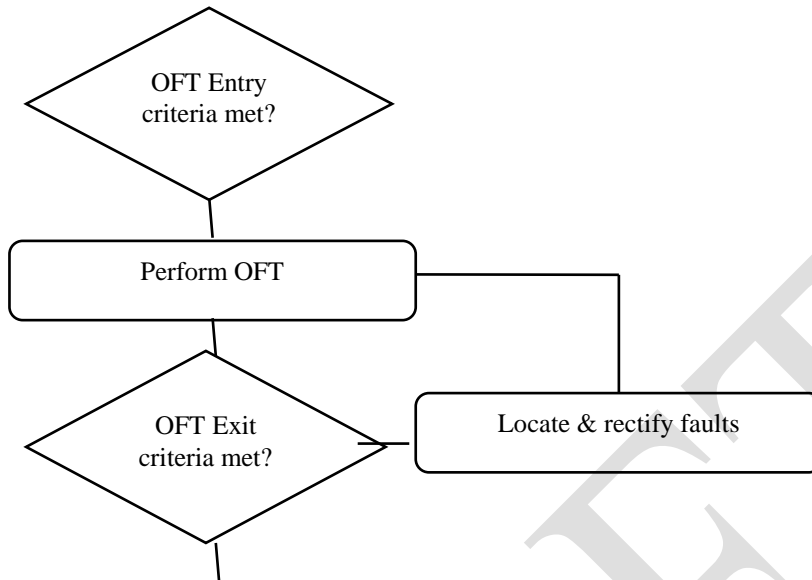 OFT Entry
criteria met?
Perform OFT
OFT Exit
criteria met?
Locate & rectify faults